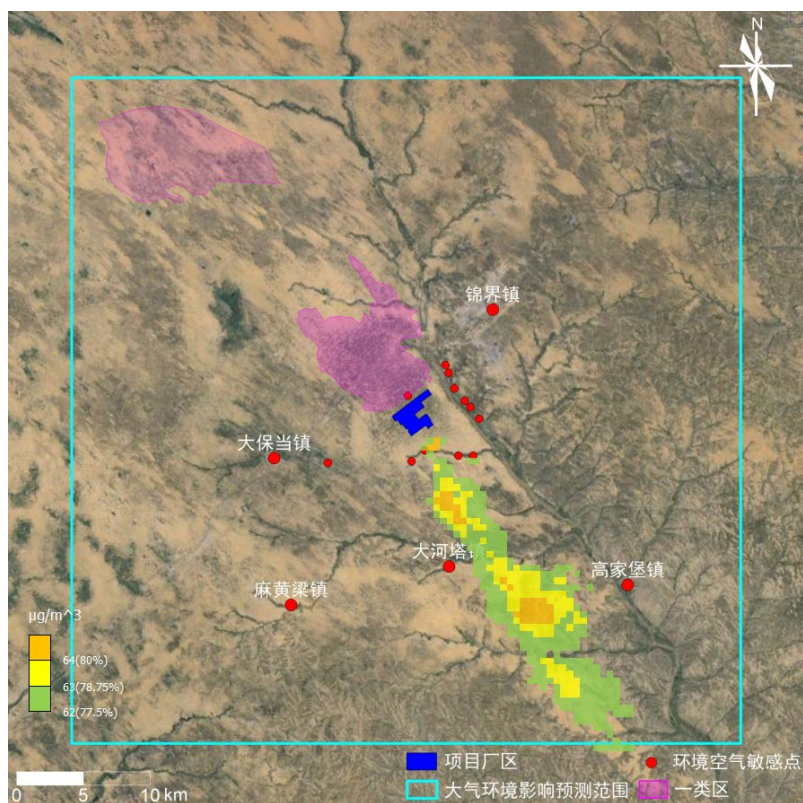 N
锦界镇
大保当镇
大河塔镇
高家堡镇
麻黄梁镇
μg/m^3
64(80%)
63(78.75%)
62(77.5%)
项目厂区
环境空气敏感点
0 5 10 km
大气环境影响预测范围
一类区